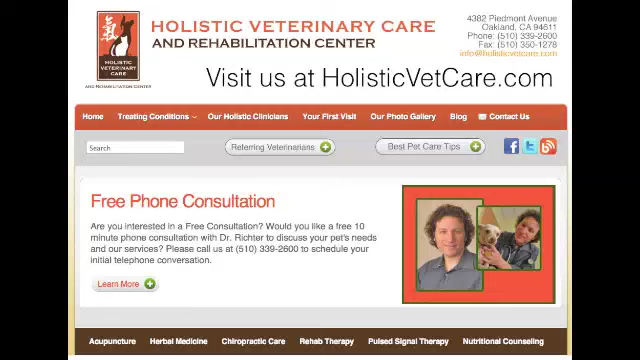 氣
HOLISTIC
VETERINARY
CARE
AND REHABILITATION CENTER
HOLISTIC VETERINARY CARE
AND REHABILITATION CENTER
4382 Piedmont Avenue
Oakland, CA 94611
Phone: (510) 339-2600
Fax: (510) 350-1278
info@holisticvetcare.com
Visit us at HolisticVetCare.com
Home Treating Conditions Our Holistic Clinicians Your First Visit Our Photo Gallery Blog Contact Us
Search Referring Veterinarians Best Pet Care Tips
Free Phone Consultation
Are you interested in a Free Consultation? Would you like a free 10
minute phone consultation with Dr. Richter to discuss your pet's needs
and our services? Please call us at (510) 339-2600 to schedule your
initial telephone conversation.
Learn More
Acupuncture Herbal Medicine Chiropractic Care Rehab Therapy Pulsed Signal Therapy Nutritional Counseling